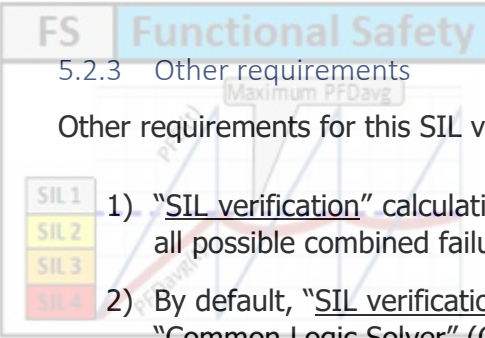 FS Functional Safety
5.2.3 Other requirements
Maximum PFDavg
Other requirements for this SIL v
PFD(t)
SIL 1
1) “SIL verification” calculati
SIL 2
all possible combined failu
SIL 3
SIL 4
PFDavg(t)
2) By default, “SIL verificatio
“Common Logic Solver” (C